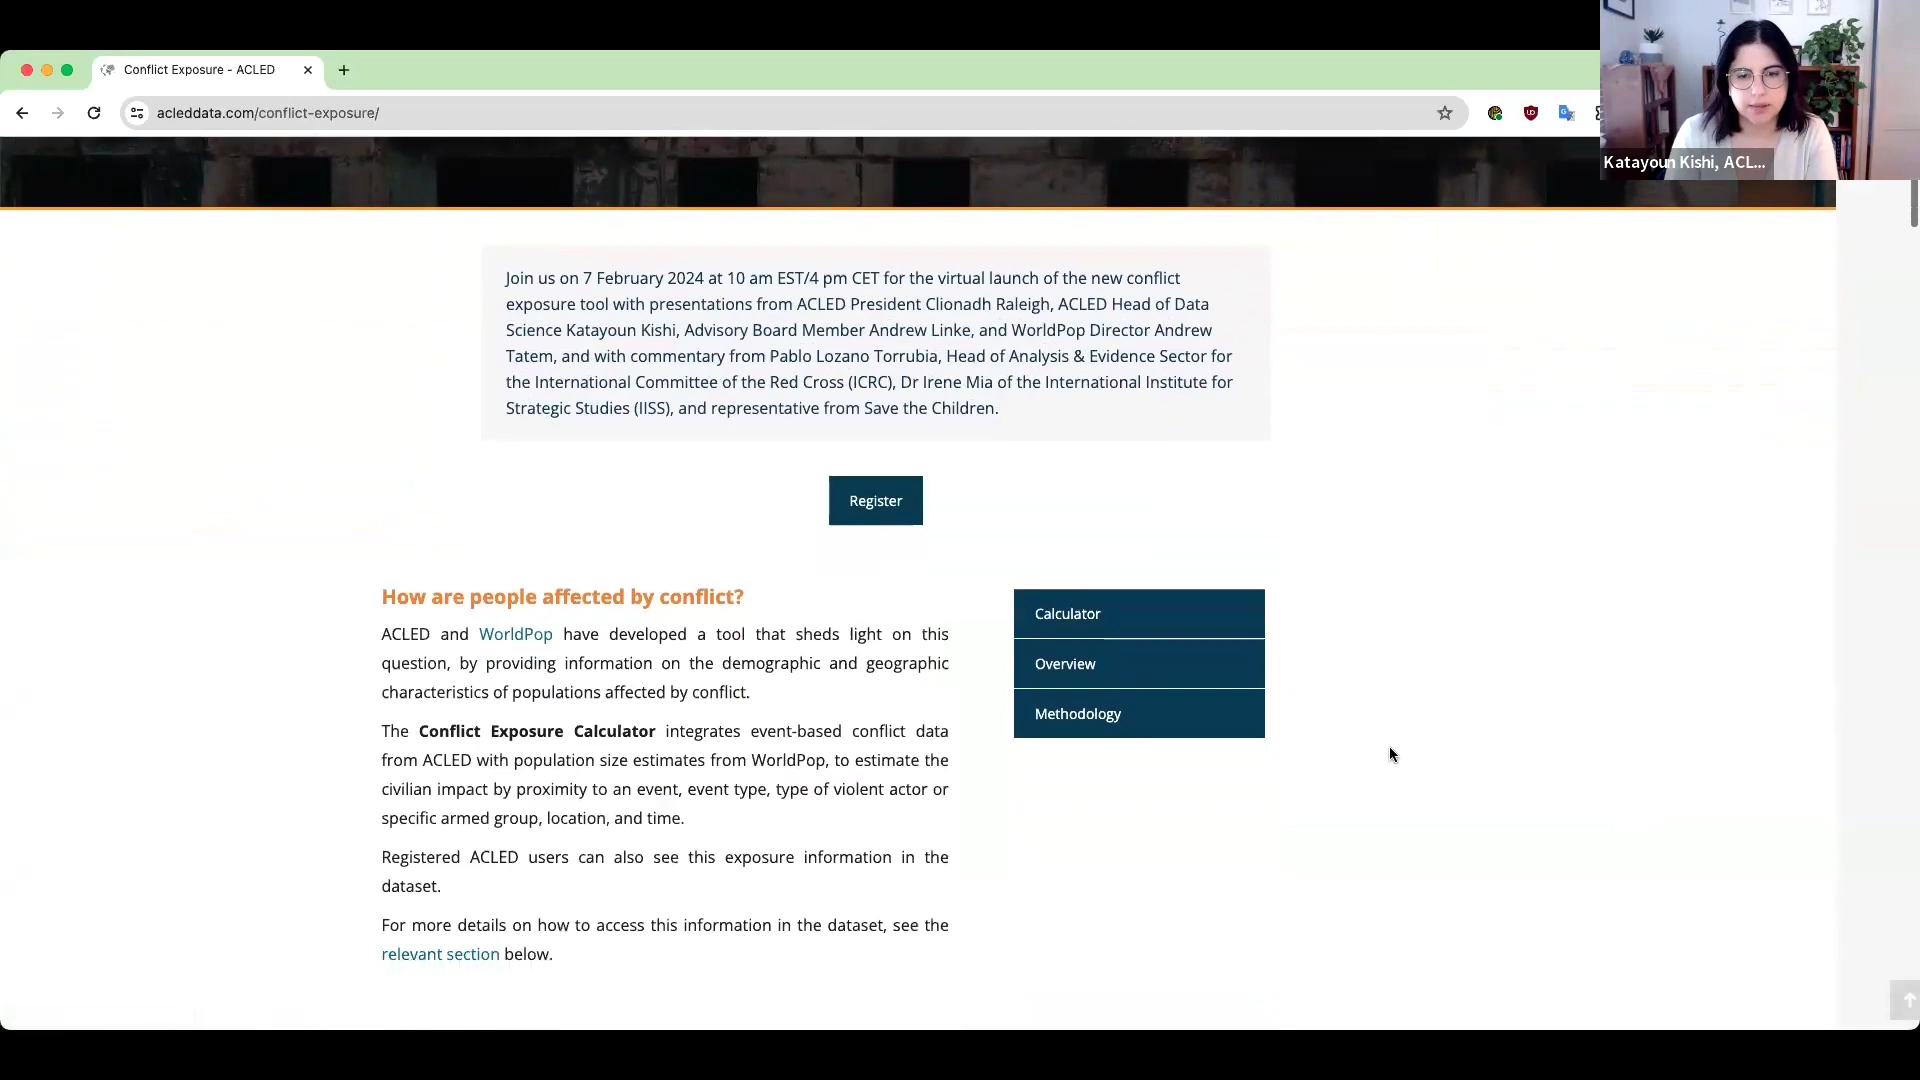 Conflict Exposure - ACLED
acleddata.com/conflict-exposure/
Katayoun Kishi, ACL...
Join us on 7 February 2024 at 10 am EST/4 pm CET for the virtual launch of the new conflict
exposure tool with presentations from ACLED President Clionadh Raleigh, ACLED Head of Data
Science Katayoun Kishi, Advisory Board Member Andrew Linke, and WorldPop Director Andrew
Tatem, and with commentary from Pablo Lozano Torrubia, Head of Analysis & Evidence Sector for
the International Committee of the Red Cross (ICRC), Dr Irene Mia of the International Institute for
Strategic Studies (IISS), and representative from Save the Children.
Register
How are people affected by conflict?
ACLED and WorldPop have developed a tool that sheds light on this
question, by providing information on the demographic and geographic
characteristics of populations affected by conflict.
The Conflict Exposure Calculator integrates event-based conflict data
from ACLED with population size estimates from WorldPop, to estimate the
civilian impact by proximity to an event, event type, type of violent actor or
specific armed group, location, and time.
Registered ACLED users can also see this exposure information in the
dataset.
For more details on how to access this information in the dataset, see the
relevant section below.
Calculator
Overview
Methodology